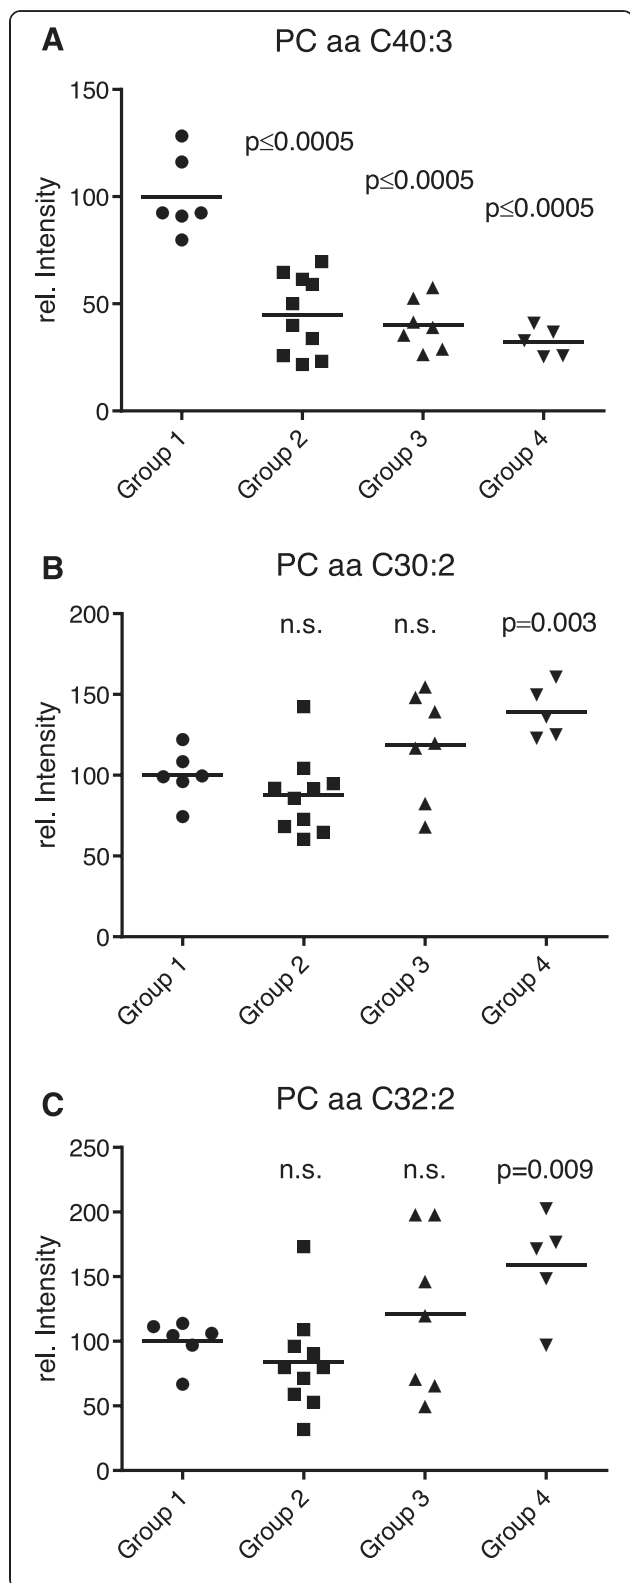 A
PC aa C40:3
150
100
50
0
rel. Intensity
p≤0.0005
p≤0.0005
p≤0.0005
Group 1
Group 2
Group 3
Group 4
B
PC aa C30:2
200
150
100
50
0
rel. Intensity
n.s.
n.s.
p=0.003
Group 1
Group 2
Group 3
Group 4
C
PC aa C32:2
250
200
150
100
50
0
rel. Intensity
n.s.
n.s.
p=0.009
Group 1
Group 2
Group 3
Group 4